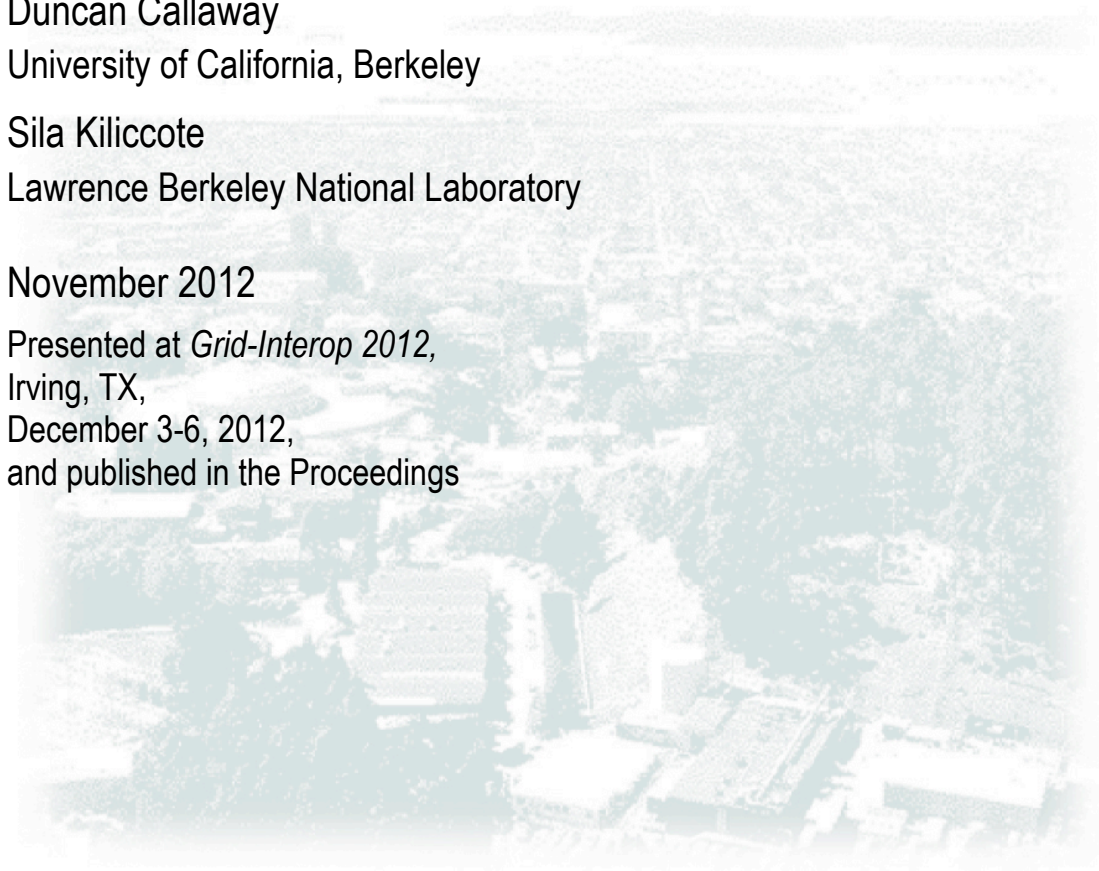 Duncan Callaway
University of California, Berkeley
Sila Kiliccote
Lawrence Berkeley National Laboratory
November 2012
Presented at Grid-Interop 2012,
Irving, TX,
December 3-6, 2012,
and published in the Proceedings